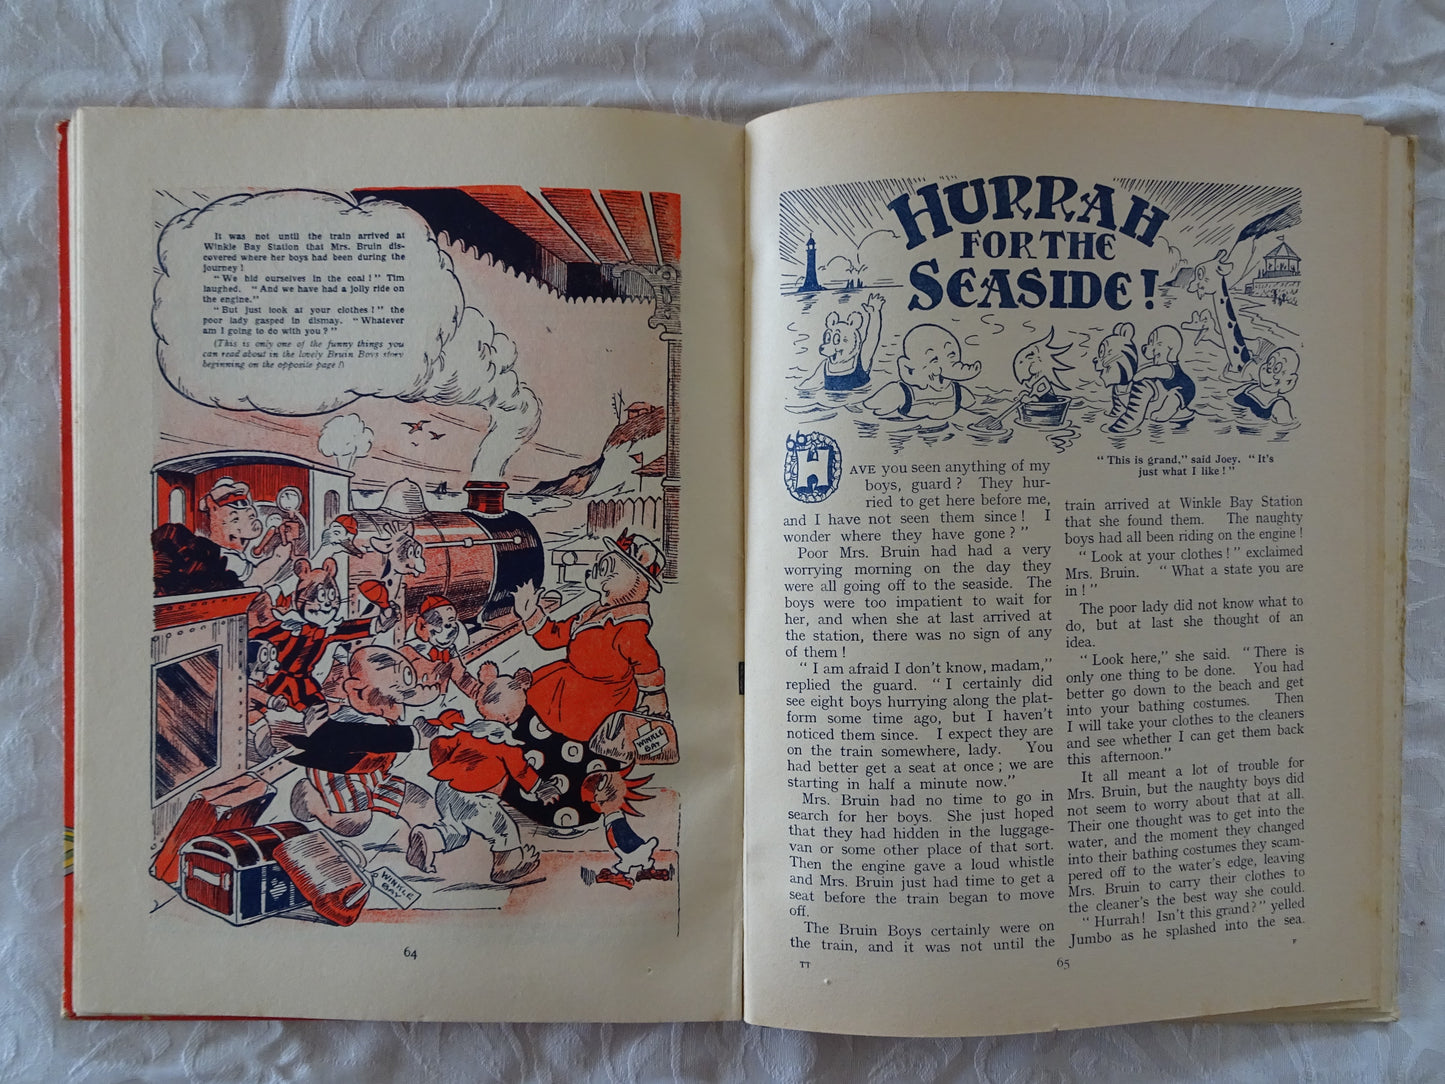 It was not until the train arrived at
Winkle Bay Station that Mrs. Bruin dis-
covered where her boys had been during the
journey!
"We hid ourselves in the coal!" Tim
laughed. "And we have had a jolly ride on
the engine."
"But just look at your clothes!" the
poor lady gasped in dismay. "Whatever
am I going to do with you?"
(This is only one of the funny things you
can read about in the lovely Bruin Boys story
beginning on the opposite page!)
WINKLE
BAY
WINKLE
BAY
64
HURRAH
FOR THE
SEASIDE!
"This is grand," said Joey. "It's
just what I like!"
"HAVE you seen anything of my
boys, guard? They hur-
ried to get here before me,
and I have not seen them since! I
wonder where they have gone?"
Poor Mrs. Bruin had had a very
worrying morning on the day they
were all going off to the seaside. The
boys were too impatient to wait for
her, and when she at last arrived at
the station, there was no sign of any
of them!
"I am afraid I don't know, madam,"
replied the guard. "I certainly did
see eight boys hurrying along the plat-
form some time ago, but I haven't
noticed them since. I expect they are
on the train somewhere, lady. You
had better get a seat at once; we are
starting in half a minute now."
Mrs. Bruin had no time to go in
search for her boys. She just hoped
that they had hidden in the luggage-
van or some other place of that sort.
Then the engine gave a loud whistle
and Mrs. Bruin just had time to get a
seat before the train began to move
off.
The Bruin Boys certainly were on
the train, and it was not until the
train arrived at Winkle Bay Station
that she found them. The naughty
boys had all been riding on the engine!
"Look at your clothes!" exclaimed
Mrs. Bruin. "What a state you are
in!"
The poor lady did not know what to
do, but at last she thought of an
idea.
"Look here," she said. "There is
only one thing to be done. You had
better go down to the beach and get
into your bathing costumes. Then
I will take your clothes to the cleaners
and see whether I can get them back
this afternoon."
It all meant a lot of trouble for
Mrs. Bruin, but the naughty boys did
not seem to worry about that at all.
Their one thought was to get into the
water, and the moment they changed
into their bathing costumes they scam-
pered off to the water's edge, leaving
Mrs. Bruin to carry their clothes to
the cleaner's the best way she could.
"Hurrah! Isn't this grand?" yelled
Jumbo as he splashed into the sea.
TT
65
F